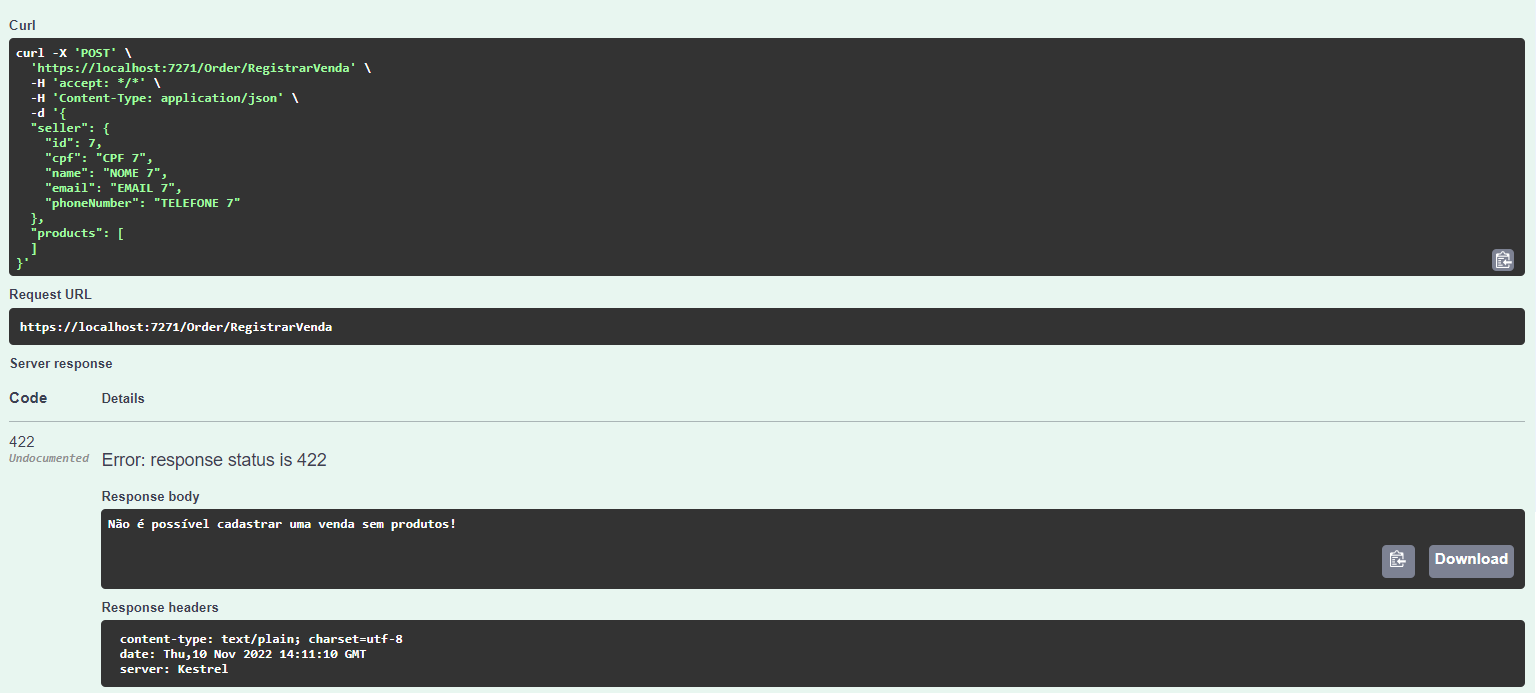 Curl
curl -X 'POST' \
'https://localhost:7271/Order/RegistrarVenda' \
-H 'accept: */*' \
-H 'Content-Type: application/json' \
-d '{
"seller": {
"id": 7,
"cpf": "CPF 7",
"name": "NOME 7",
"email": "EMAIL 7",
"phoneNumber": "TELEFONE 7"
},
"products": [
]
}'
Request URL
https://localhost:7271/Order/RegistrarVenda
Server response
Code Details
422
Undocumented
Error: response status is 422
Response body
Não é possível cadastrar uma venda sem produtos!
Download
Response headers
content-type: text/plain; charset=utf-8
date: Thu,10 Nov 2022 14:11:10 GMT
server: Kestrel